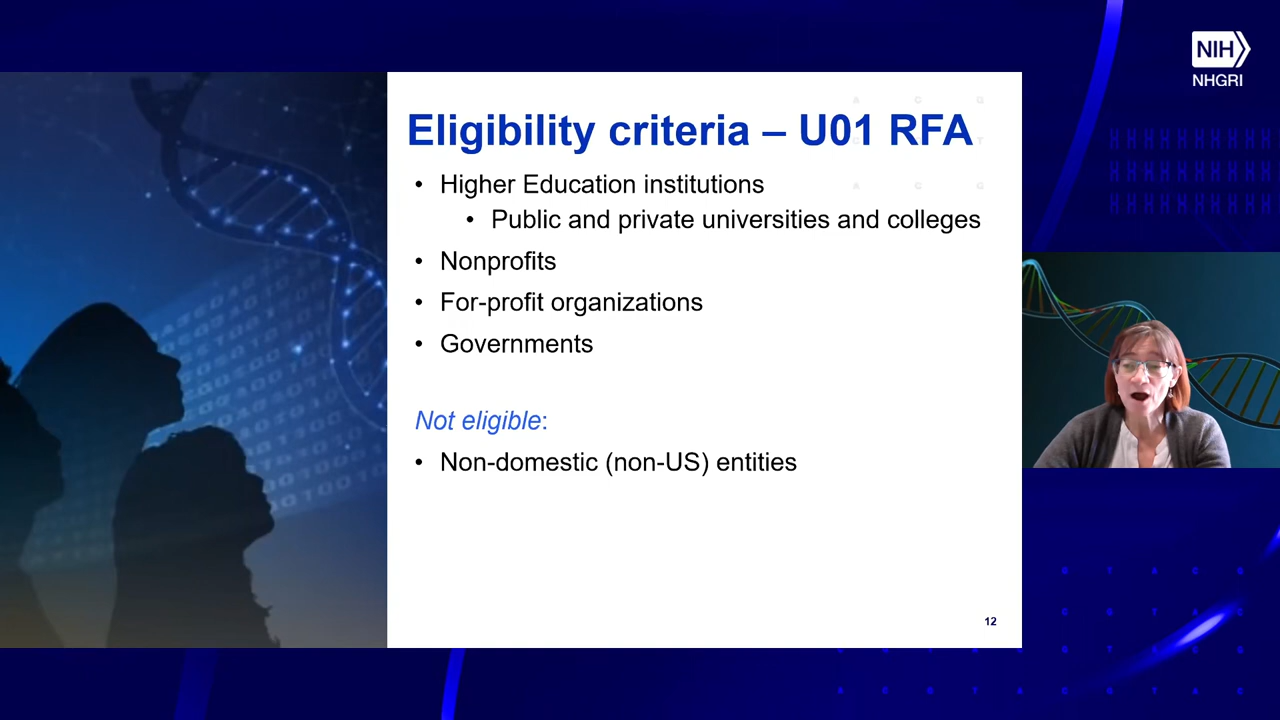 NIH
NHGRI
Eligibility criteria – U01 RFA
• Higher Education institutions
• Public and private universities and colleges
• Nonprofits
• For-profit organizations
• Governments
Not eligible:
• Non-domestic (non-US) entities
12